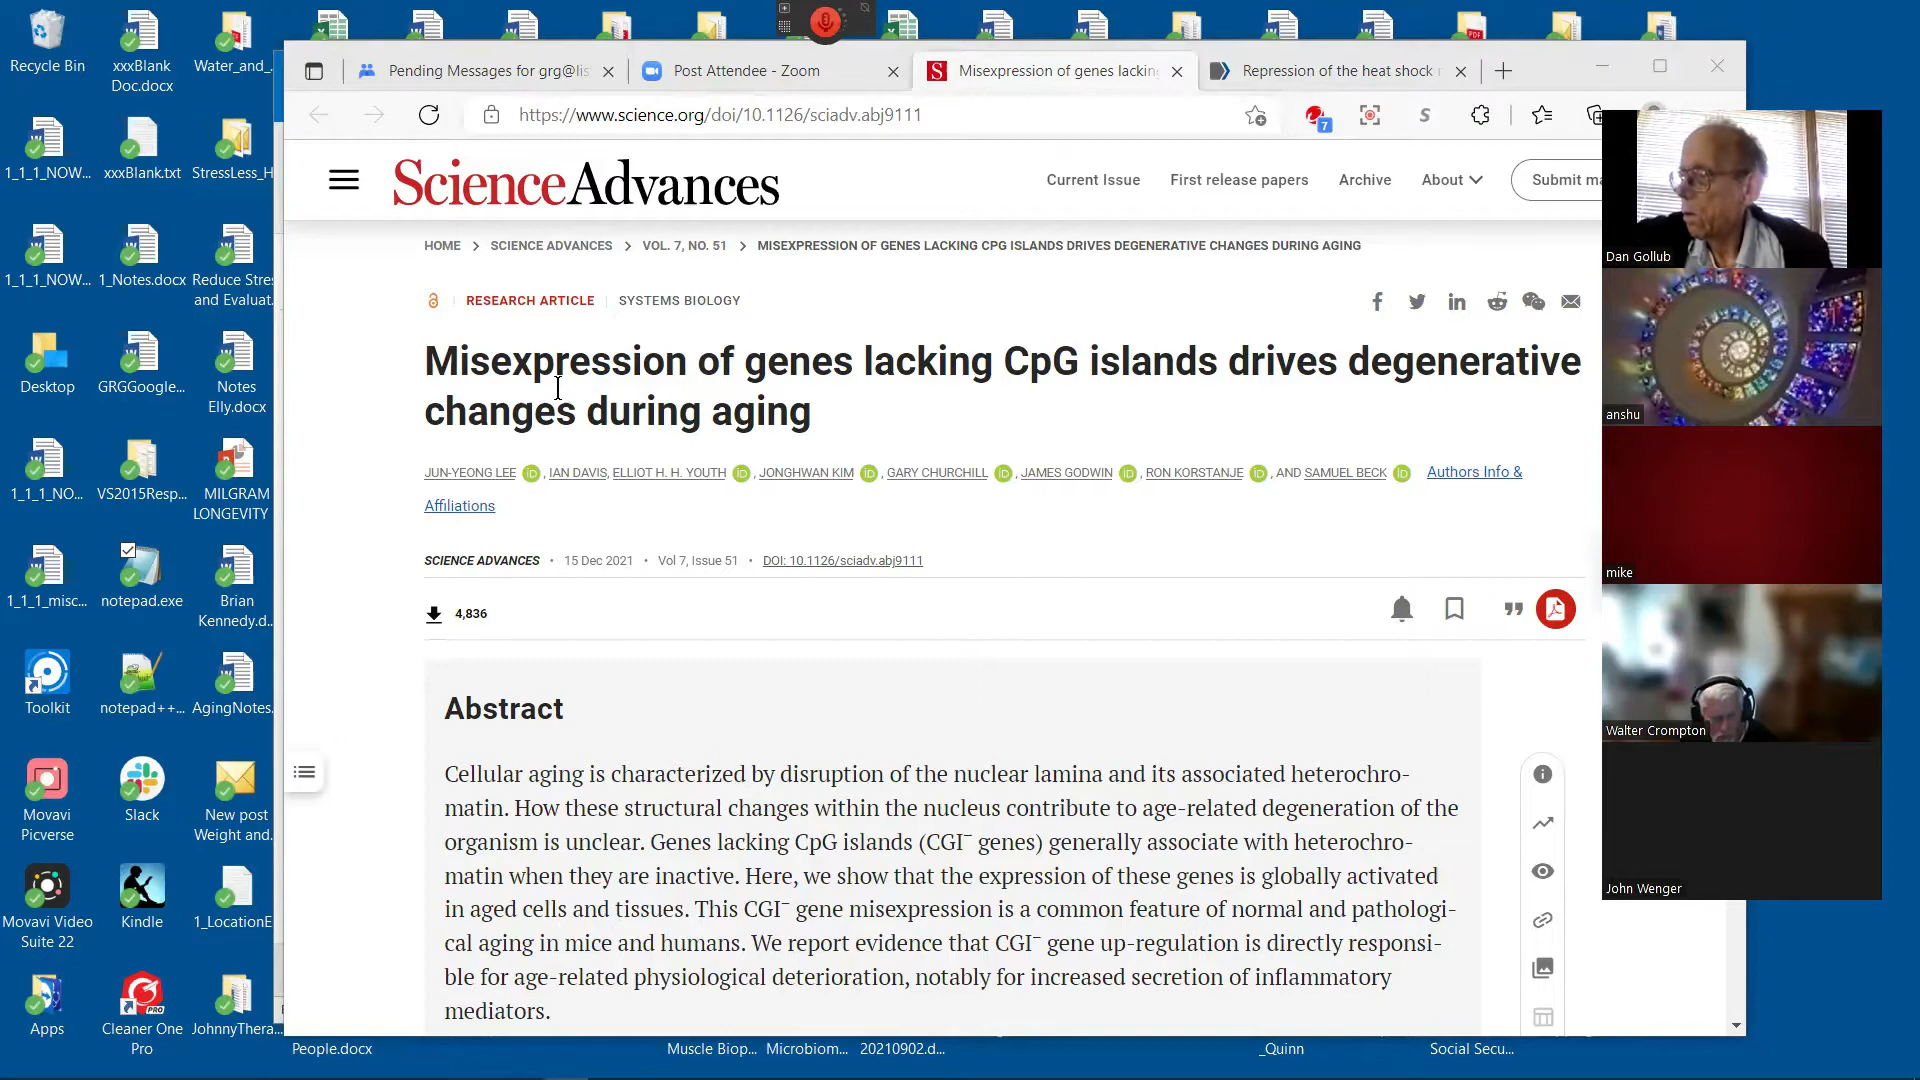 Pending Messages for grg@lis
Post Attendee - Zoom
Misexpression of genes lacking
Repression of the heat shock
https://www.science.org/doi/10.1126/sciadv.abj9111
7
ScienceAdvances
Current Issue
First release papers
Archive
About
Submit ma
HOME
SCIENCE ADVANCES
VOL. 7, NO. 51
MISEXPRESSION OF GENES LACKING CPG ISLANDS DRIVES DEGENERATIVE CHANGES DURING AGING
RESEARCH ARTICLE
SYSTEMS BIOLOGY
Misexpression of genes lacking CpG islands drives degenerative
changes during aging
JUN-YEONG LEE, IAN DAVIS, ELLIOT H. H. YOUTH, JONGHWAN KIM, GARY CHURCHILL, JAMES GODWIN, RON KORSTANJE, AND SAMUEL BECK Authors Info &
Affiliations
SCIENCE ADVANCES • 15 Dec 2021 • Vol 7, Issue 51 • DOI: 10.1126/sciadv.abj9111
4,836
Abstract
Cellular aging is characterized by disruption of the nuclear lamina and its associated heterochro-
matin. How these structural changes within the nucleus contribute to age-related degeneration of the
organism is unclear. Genes lacking CpG islands (CGI− genes) generally associate with heterochro-
matin when they are inactive. Here, we show that the expression of these genes is globally activated
in aged cells and tissues. This CGI− gene misexpression is a common feature of normal and pathologi-
cal aging in mice and humans. We report evidence that CGI− gene up-regulation is directly responsi-
ble for age-related physiological deterioration, notably for increased secretion of inflammatory
mediators.
Dan Gollub
anshu
mike
Walter Crompton
John Wenger
Recycle Bin
xxxBlank
Doc.docx
Water_and_...
1_1_1_NOW...
xxxBlank.txt
StressLess_H
1_1_1_NOW...
1_Notes.docx
Reduce Stre
and Evaluat...
Desktop
GRGGoogle...
Notes
Elly.docx
1_1_1_NO...
VS2015Resp...
MILGRAM
LONGEVITY
1_1_1_misc...
notepad.exe
Brian
Kennedy.d...
Toolkit
notepad++...
AgingNotes.
Movavi
Picverse
Slack
New post
Weight and...
Movavi Video
Suite 22
Kindle
1_LocationE
Apps
Cleaner One
Pro
PRO
JohnnyThera...
People.docx
Muscle Biop...
Microbiom...
20210902.d...
_Quinn
Social Secu...